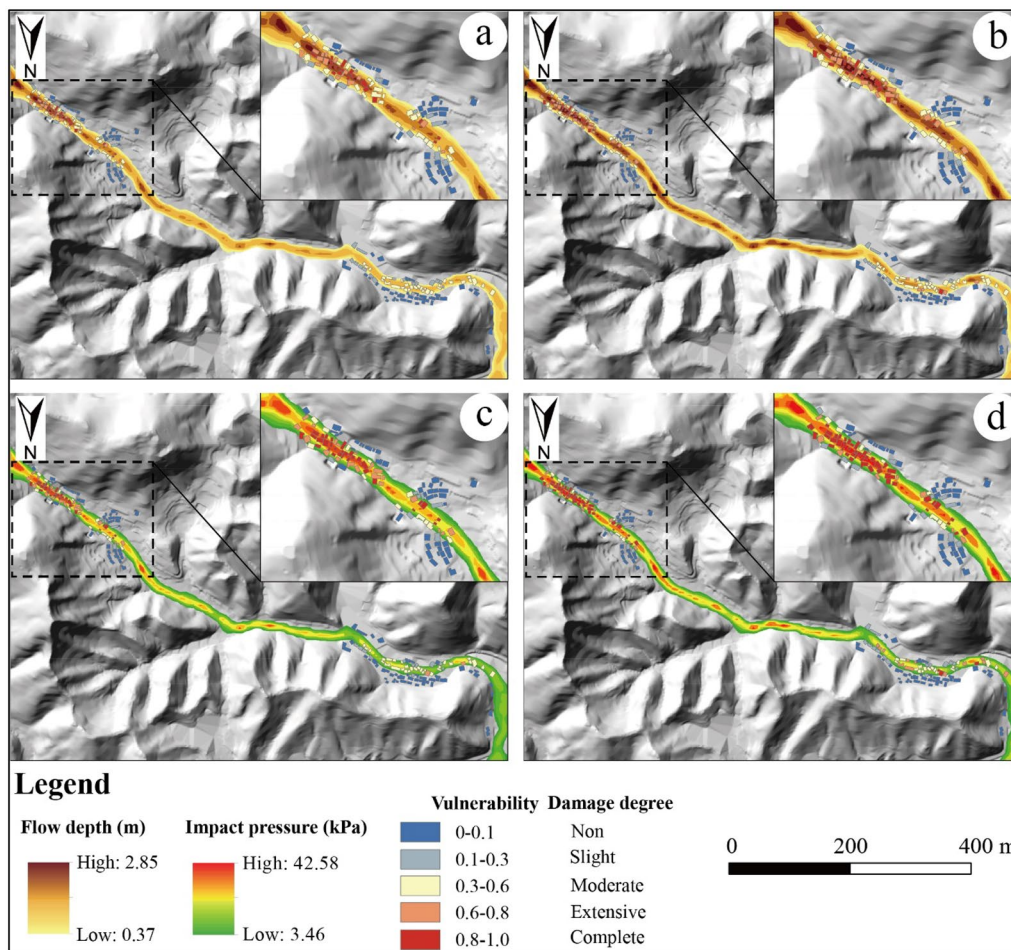 a
N
b
N
c
N
d
N
Legend
Flow depth (m)
High: 2.85
Low: 0.37
Impact pressure (kPa)
High: 42.58
Low: 3.46
Vulnerability Damage degree
0-0.1 Non
0.1-0.3 Slight
0.3-0.6 Moderate
0.6-0.8 Extensive
0.8-1.0 Complete
0 200 400 m